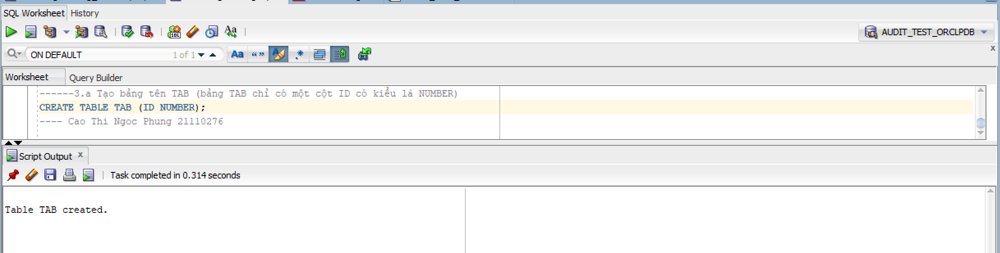 SQL Worksheet History
AUDIT_TEST_ORCLPDB
ON DEFAULT 1 of 1 Aa “ ” .*
Worksheet Query Builder
------3.a Tạo bảng tên TAB (bảng TAB chỉ có một cột ID có kiểu là NUMBER)
CREATE TABLE TAB (ID NUMBER);
---- Cao Thi Ngoc Phung 21110276
Script Output x
Task completed in 0.314 seconds
Table TAB created.